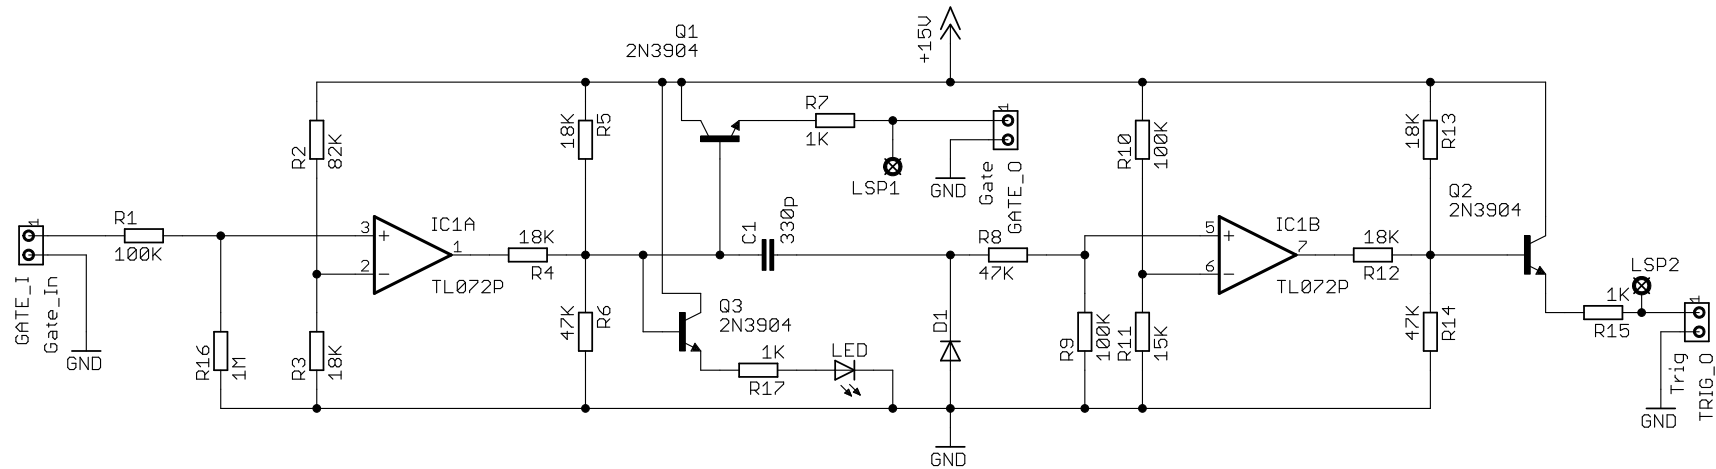 Q1
2N3904
+15V
R7
1K
1
LSP1
GND
Gate
GATE_O
R2
82K
18K
R5
R10
100K
18K
R13
Q2
2N3904
1
GATE_I
Gate_In
GND
R1
100K
3
2
+
-
IC1A
1
TL072P
18K
R4
C1
330p
R8
47K
5
6
+
-
IC1B
7
TL072P
18K
R12
LSP2
1K
R15
1
Trig
TRIG_O
GND
R16
1M
R3
18K
47K
R6
Q3
2N3904
1K
R17
LED
D1
R9
100K
R11
15K
47K
R14
GND